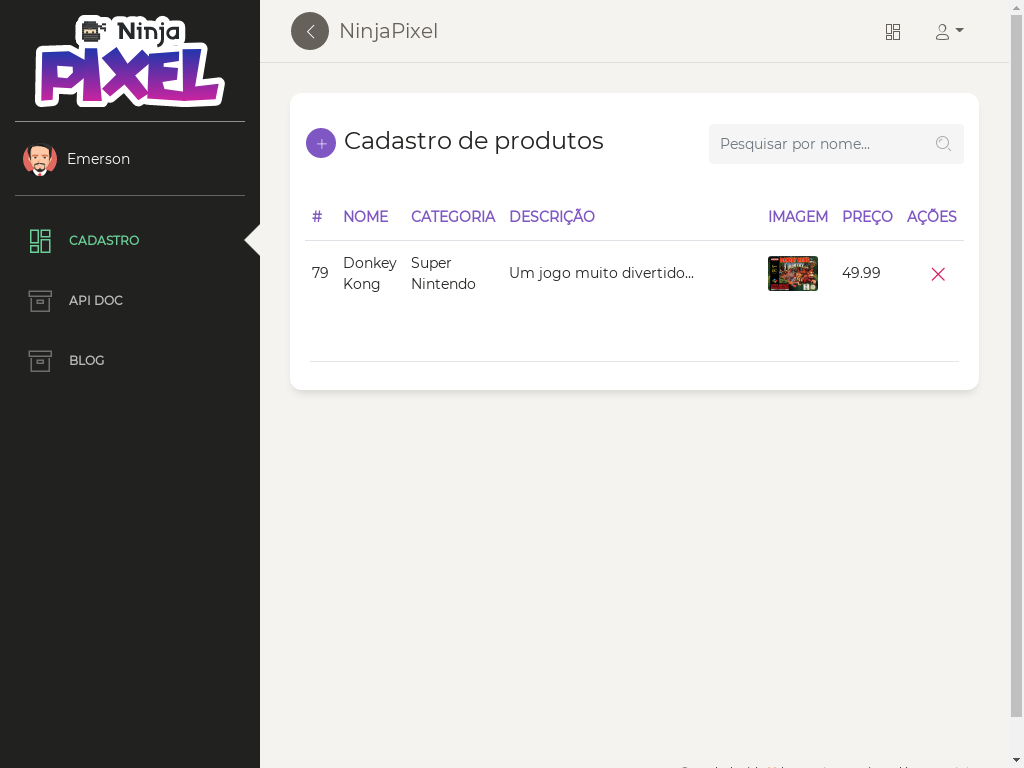 Ninja
PIXEL
NinjaPixel
Emerson
CADASTRO
API DOC
BLOG
Cadastro de produtos
Pesquisar por nome...
# NOME CATEGORIA DESCRIÇÃO IMAGEM PREÇO AÇÕES
79 Donkey Kong Super Nintendo Um jogo muito divertido... 49.99